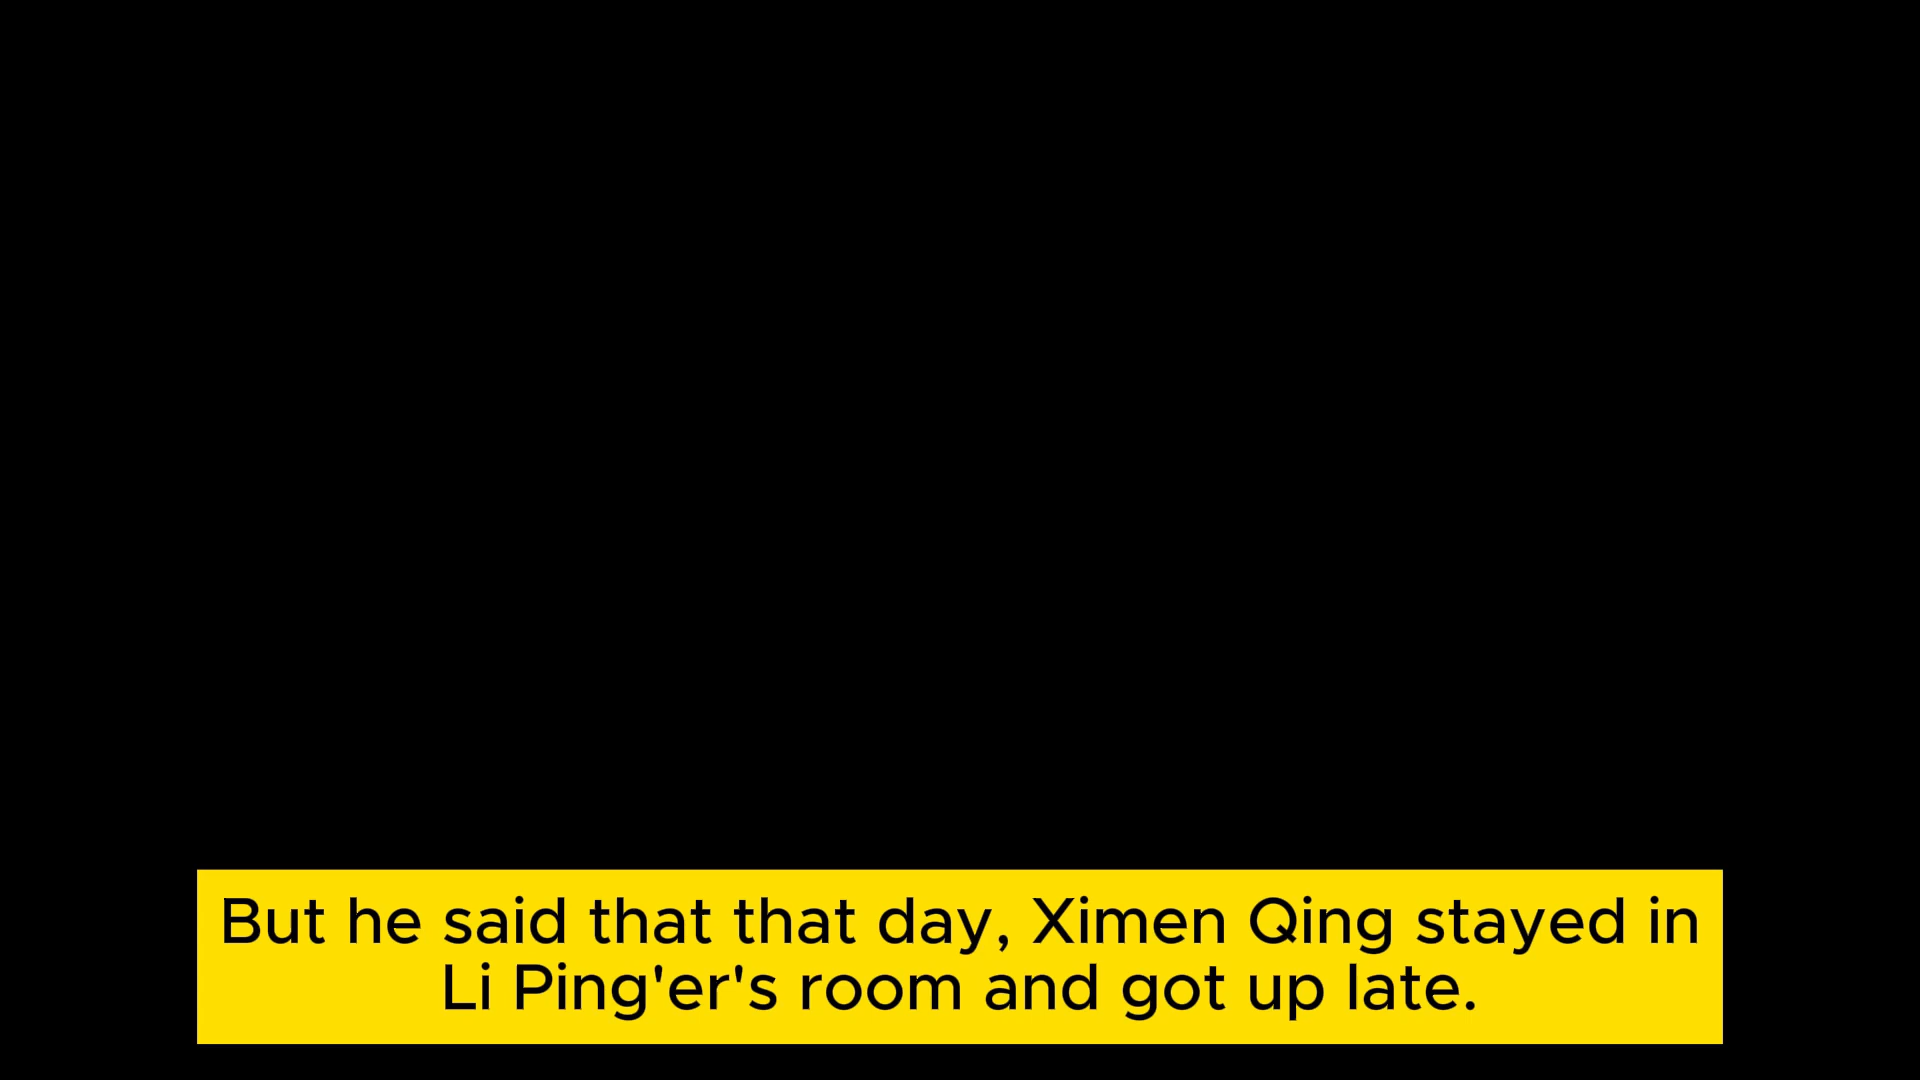 But he said that that day, Ximen Qing stayed in
Li Ping'er's room and got up late.